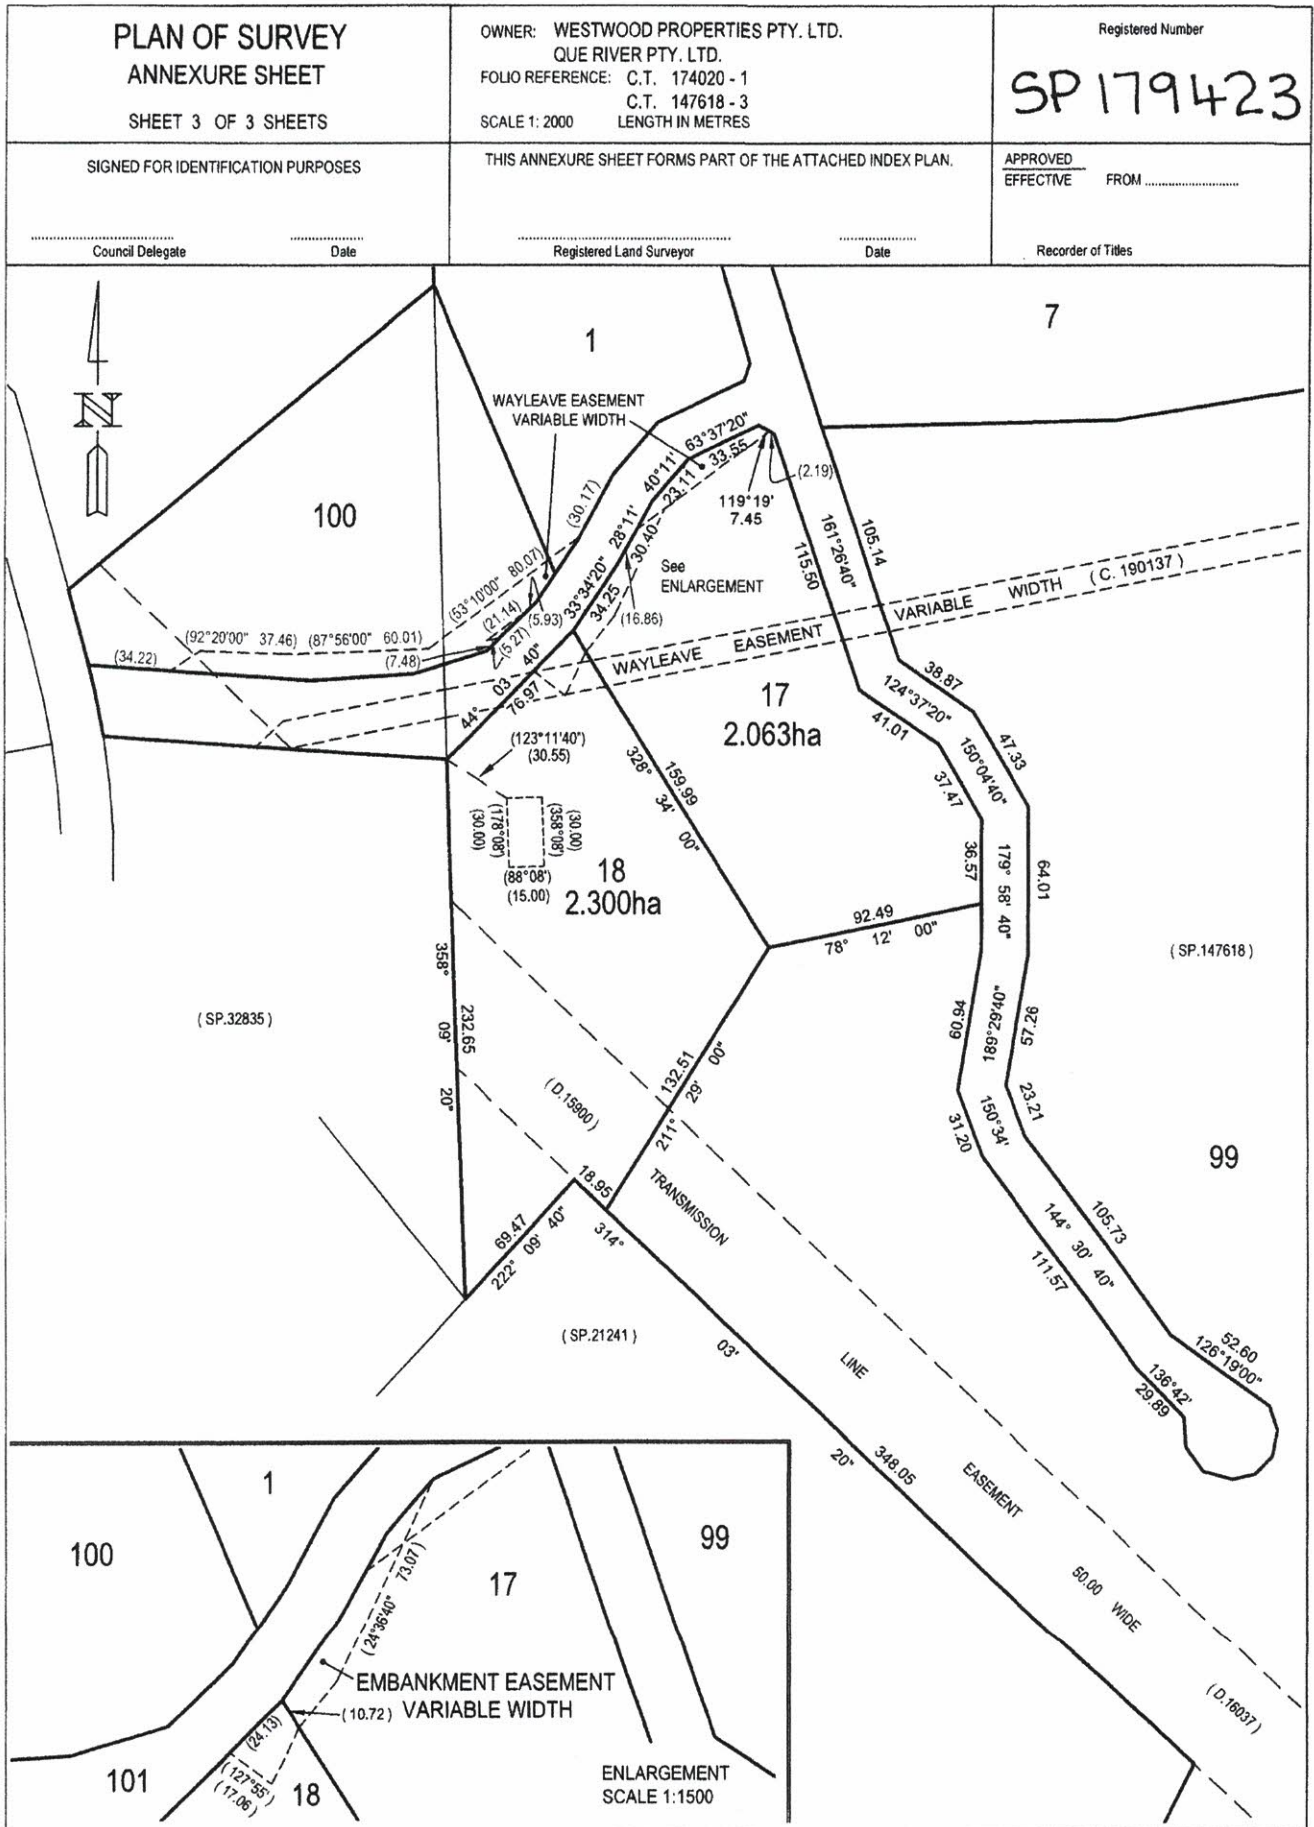 PLAN OF SURVEY
ANNEXURE SHEET
SHEET 3 OF 3 SHEETS
OWNER: WESTWOOD PROPERTIES PTY. LTD.
QUE RIVER PTY. LTD.
FOLIO REFERENCE: C.T. 174020 - 1
C.T. 147618 - 3
SCALE 1: 2000 LENGTH IN METRES
Registered Number
SP 179423
SIGNED FOR IDENTIFICATION PURPOSES
Council Delegate Date
THIS ANNEXURE SHEET FORMS PART OF THE ATTACHED INDEX PLAN.
Registered Land Surveyor Date
APPROVED
EFFECTIVE FROM
Recorder of Titles
N
1
7
WAYLEAVE EASEMENT
VARIABLE WIDTH
100
63°37'20"
33.55
40°11'
23.11
(2.19)
119°19'
7.45
(30.17)
28°11'
30.40
See
ENLARGEMENT
161°26'40"
105.14
115.50
(53°10'00" 80.07)
33°34'20"
34.25
(16.86)
(21.14)
(5.93)
(5.27)
(7.48)
(92°20'00" 37.46) (87°56'00" 60.01)
(34.22)
44° 03' 40"
76.97
WAYLEAVE EASEMENT VARIABLE WIDTH ( C. 190137 )
17
2.063ha
38.87
124°37'20"
41.01
47.33
150°04'40"
37.47
(123°11'40")
(30.55)
159.99
328° 34' 00"
(30.00)
(178°08')
(358°08')
(30.00)
(88°08')
(15.00)
18
2.300ha
36.57
179° 58' 40"
64.01
92.49
78° 12' 00"
( SP.147618 )
358° 09' 20"
232.65
( SP.32835 )
60.94
189°29'40"
57.26
132.51
211° 29' 00"
( D.15900 )
23.21
150°34'
31.20
99
18.95
69.47
222° 09' 40"
314° 03' 20"
348.05
TRANSMISSION LINE EASEMENT 50.00 WIDE
(D.16037)
105.73
144° 30' 40"
111.57
52.60
126°19'00"
136°42'
29.89
( SP.21241 )
1
100
99
17
(24°36'40" 73.07)
EMBANKMENT EASEMENT
VARIABLE WIDTH
(10.72)
(24.13)
(127°55')
(17.06)
101
18
ENLARGEMENT
SCALE 1:1500